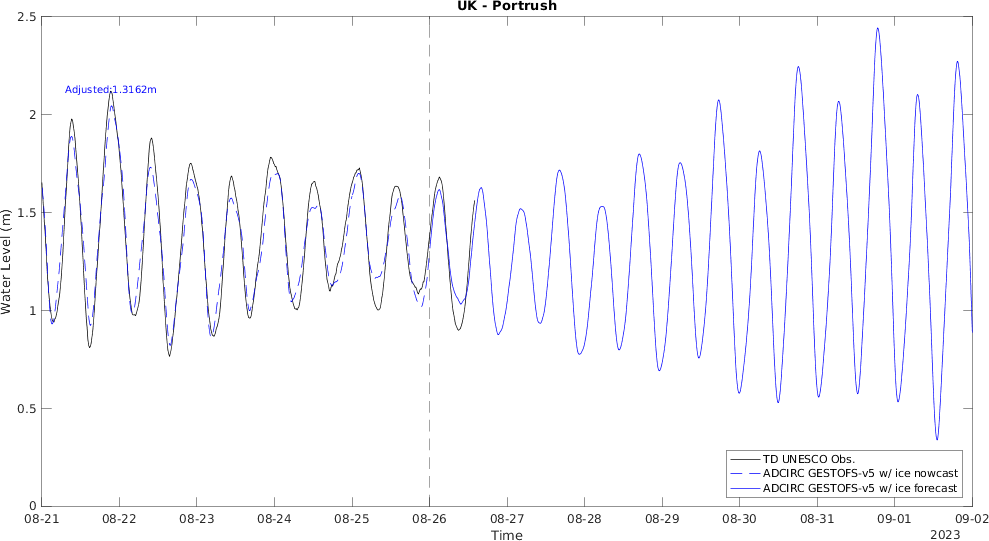 UK - Portrush
2.5
Adjusted:1.3162m
2
1.5
Water Level (m)
1
0.5
0
TD UNESCO Obs.
ADCIRC GESTOFS-v5 w/ ice nowcast
ADCIRC GESTOFS-v5 w/ ice forecast
08-21 08-22 08-23 08-24 08-25 08-26 08-27 08-28 08-29 08-30 08-31 09-01 09-02
Time
2023